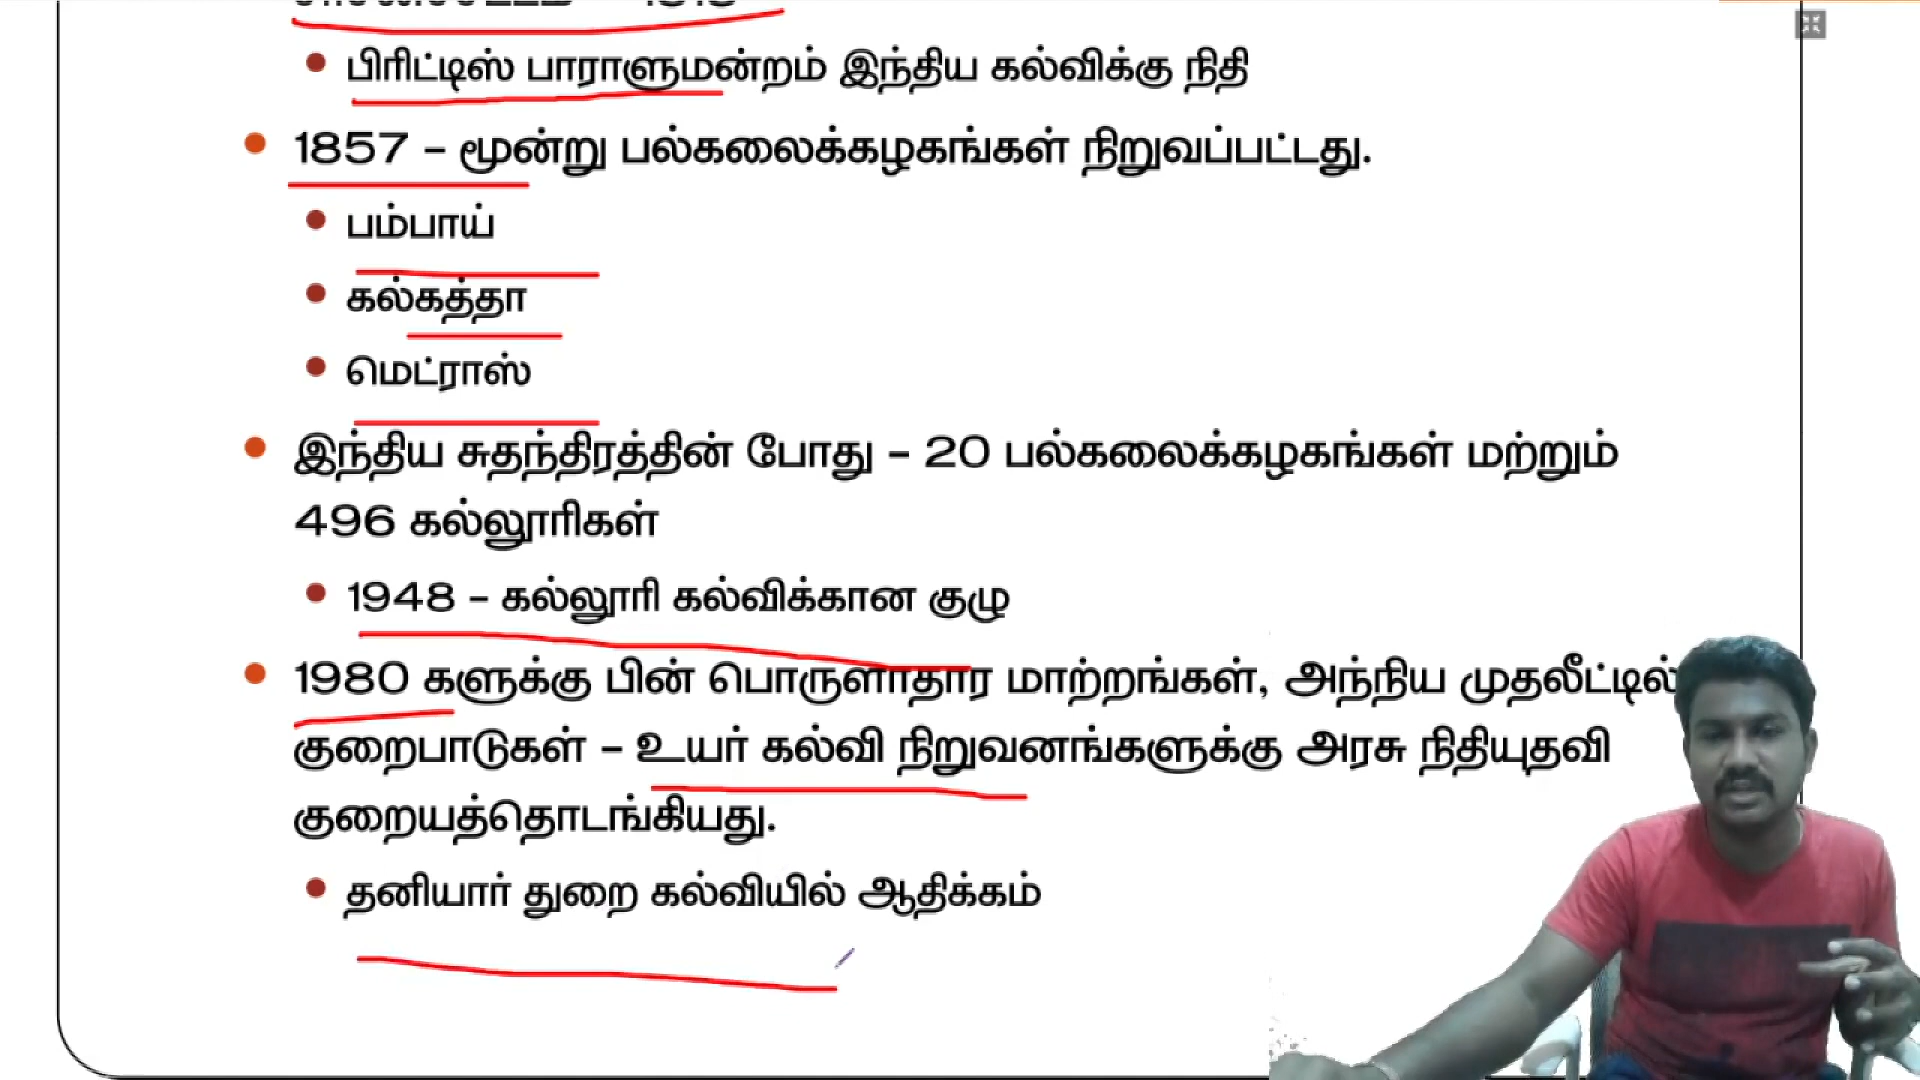 பிரிட்டிஸ் பாராளுமன்றம் இந்திய கல்விக்கு நிதி
1857 – மூன்று பல்கலைக்கழகங்கள் நிறுவப்பட்டது.
பம்பாய்
கல்கத்தா
மெட்ராஸ்
இந்திய சுதந்திரத்தின் போது – 20 பல்கலைக்கழகங்கள் மற்றும்
496 கல்லூரிகள்
1948 – கல்லூரி கல்விக்கான குழு
1980 களுக்கு பின் பொருளாதார மாற்றங்கள், அந்நிய முதலீட்டில்
குறைபாடுகள் – உயர் கல்வி நிறுவனங்களுக்கு அரசு நிதியுதவி
குறையத்தொடங்கியது.
தனியார் துறை கல்வியில் ஆதிக்கம்